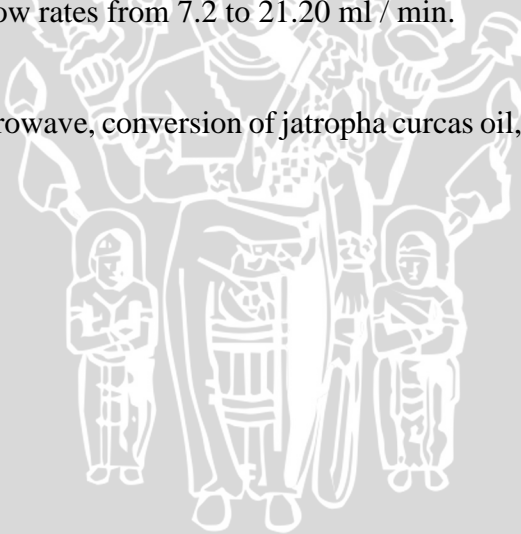 ow rates from 7.2 to 21.20 ml / min.
rowave, conversion of jatropha curcas oil,